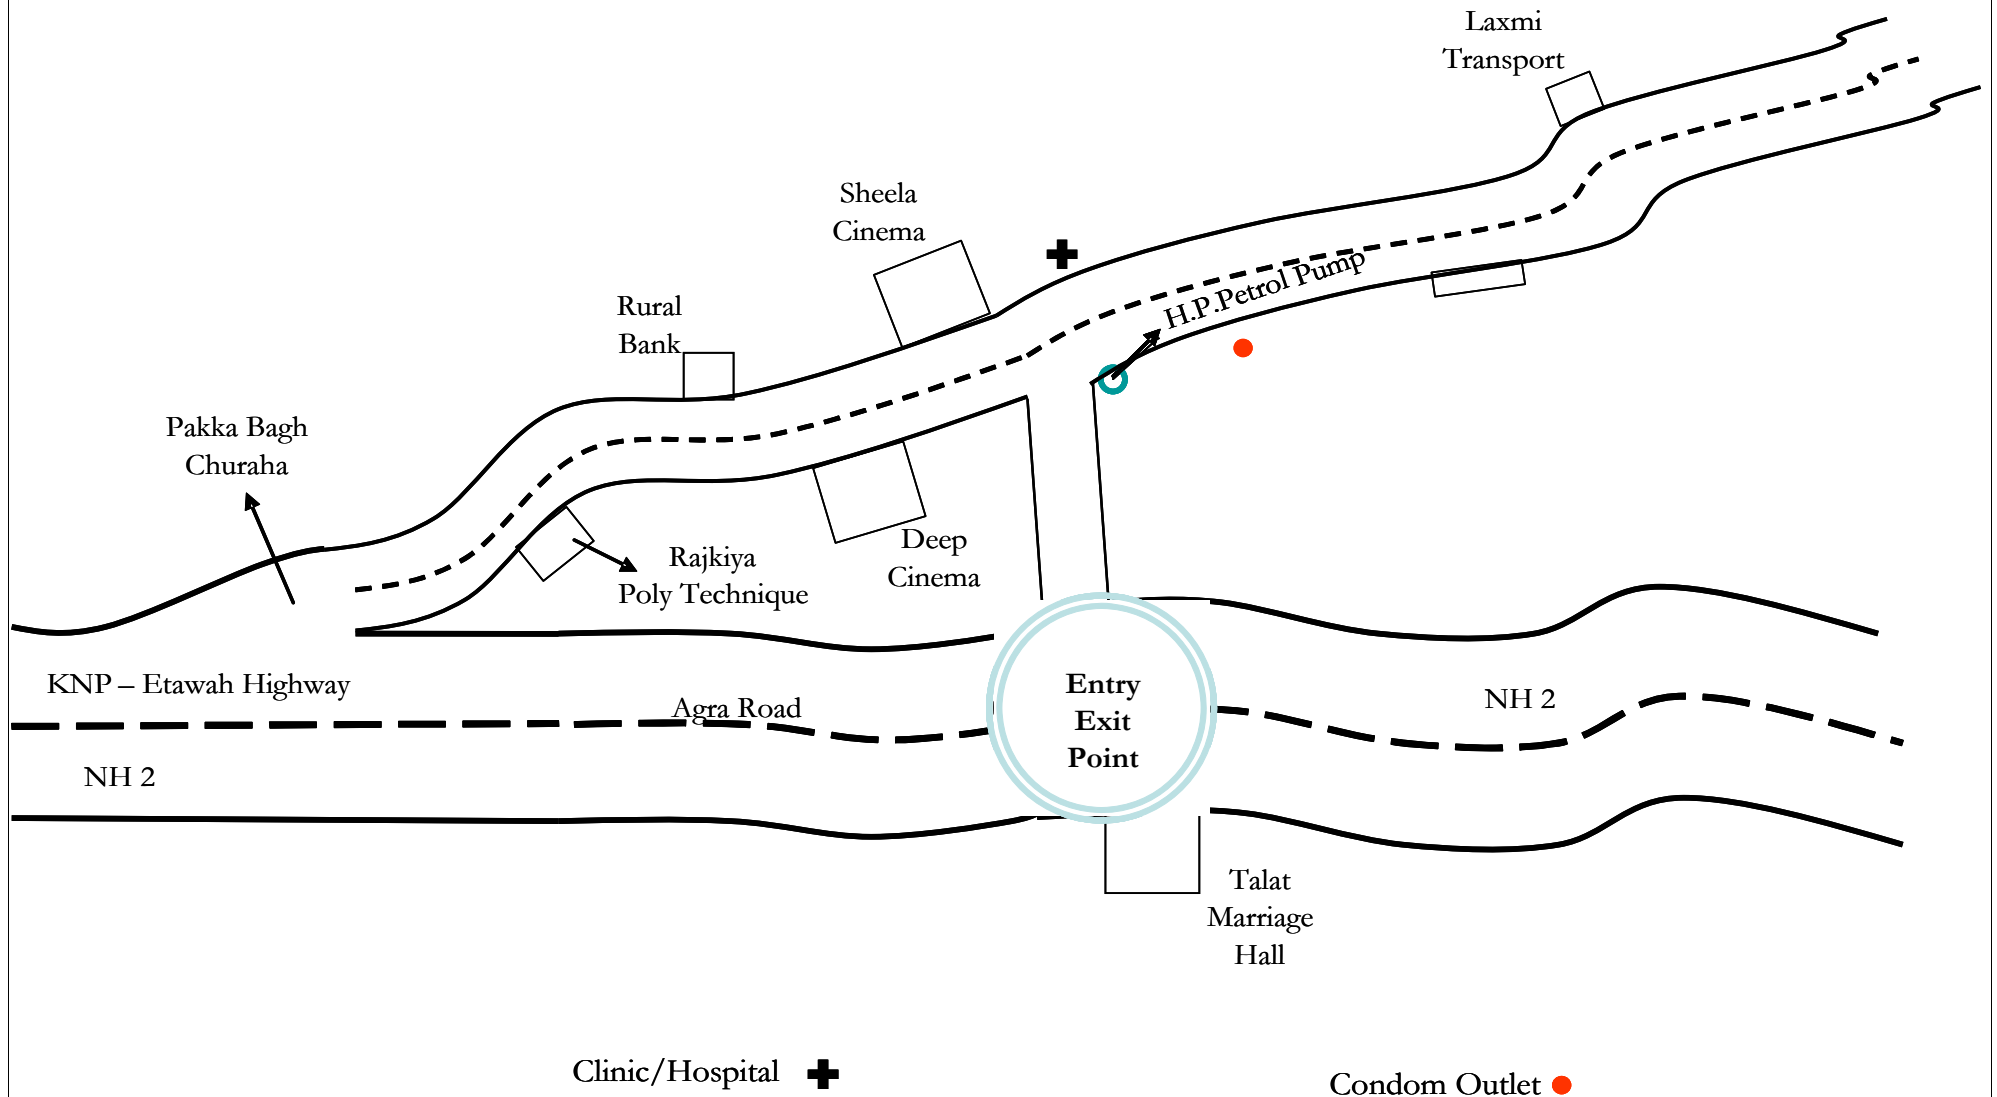 Laxmi
Transport
Sheela
Cinema
H.P.Petrol Pump
Rural
Bank
Pakka Bagh
Churaha
Deep
Cinema
Rajkiya
Poly Technique
KNP – Etawah Highway
Agra Road
Entry
Exit
Point
NH 2
NH 2
Talat
Marriage
Hall
Clinic/Hospital
Condom Outlet